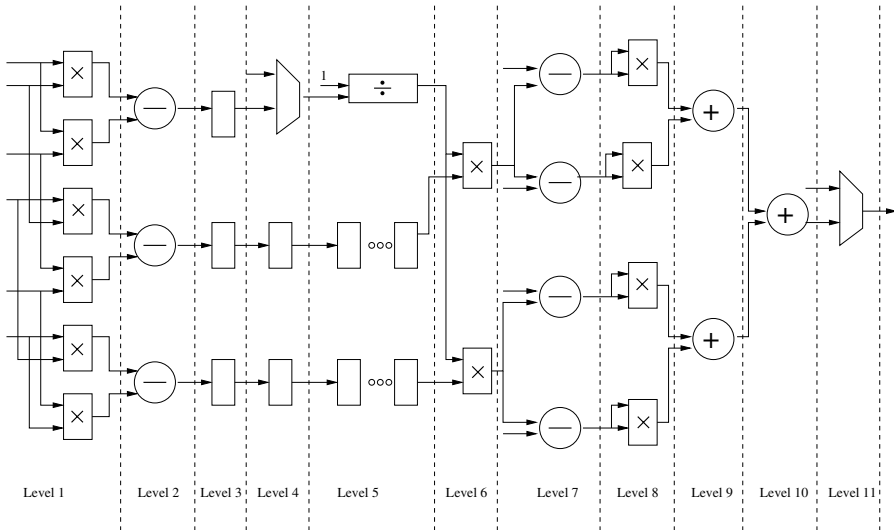 ×
×
×
×
×
×
—
—
—
1
÷
×
×
—
—
—
—
×
×
×
×
+
+
+
Level 1
Level 2
Level 3
Level 4
Level 5
Level 6
Level 7
Level 8
Level 9
Level 10
Level 11